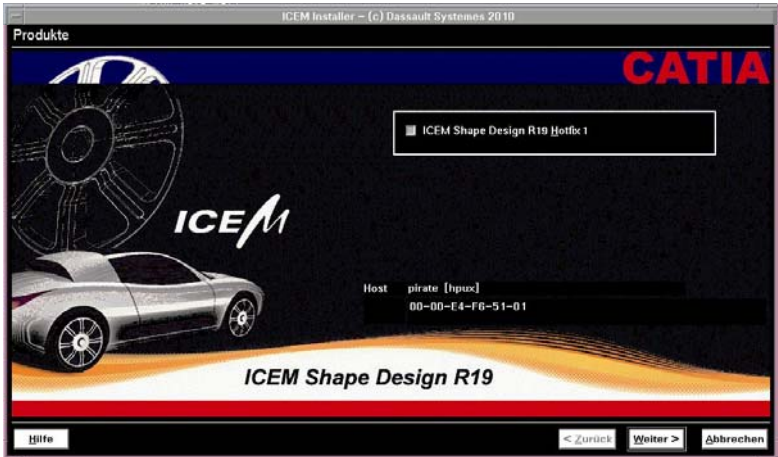 ICEM Installer – (c) Dassault Systemes 2010
Produkte
CATIA
ICEM Shape Design R19 Hotfix 1
ICEM
Host pirate [hpux]
00-00-E4-F6-51-01
ICEM Shape Design R19
Hilfe
< Zurück
Weiter >
Abbrechen